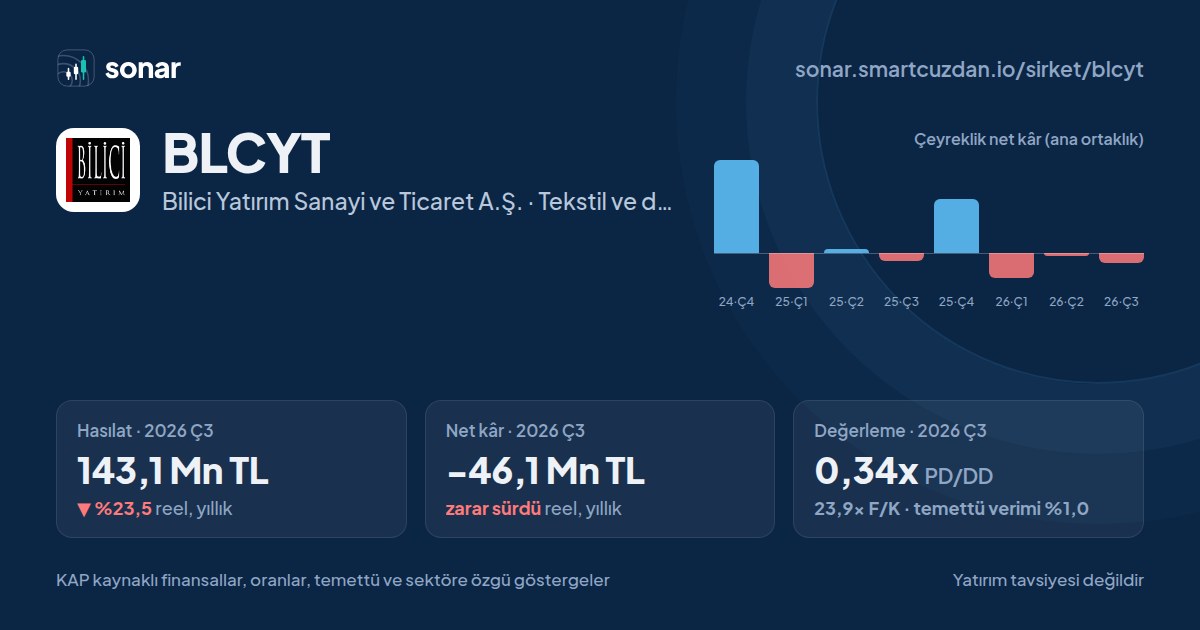 sonar
sonar.smartcuzdan.io/sirket/blcyt
BİLİCİ
YATIRIM
BLCYT
Bilici Yatırım Sanayi ve Ticaret A.Ş. · Tekstil ve d...
Çeyreklik net kâr (ana ortaklık)
24-Ç4 25-Ç1 25-Ç2 25-Ç3 25-Ç4 26-Ç1 26-Ç2 26-Ç3
Hasılat · 2026 Ç3
143,1 Mn TL
▼ %23,5 reel, yıllık
Net kâr · 2026 Ç3
−46,1 Mn TL
zarar sürdü reel, yıllık
Değerleme · 2026 Ç3
0,34x PD/DD
23,9× F/K · temettü verimi %1,0
KAP kaynaklı finansallar, oranlar, temettü ve sektöre özgü göstergeler
Yatırım tavsiyesi değildir